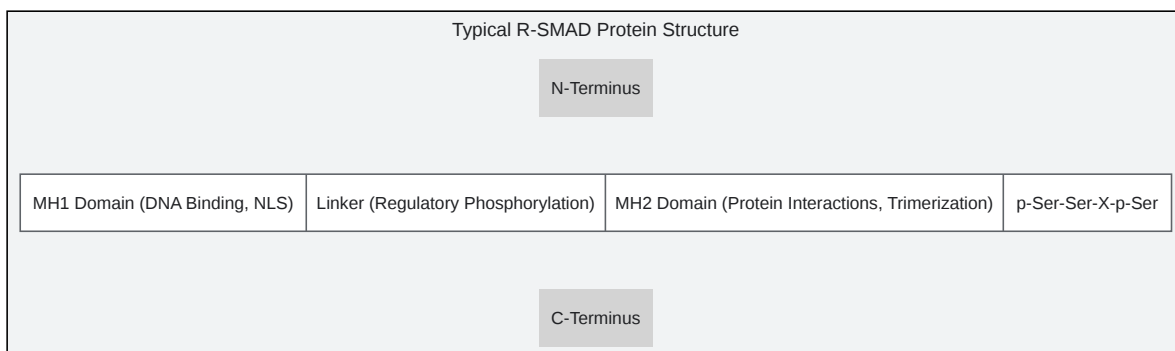 Typical R-SMAD Protein Structure
N-Terminus
MH1 Domain (DNA Binding, NLS)
Linker (Regulatory Phosphorylation)
MH2 Domain (Protein Interactions, Trimerization)
p-Ser-Ser-X-p-Ser
C-Terminus